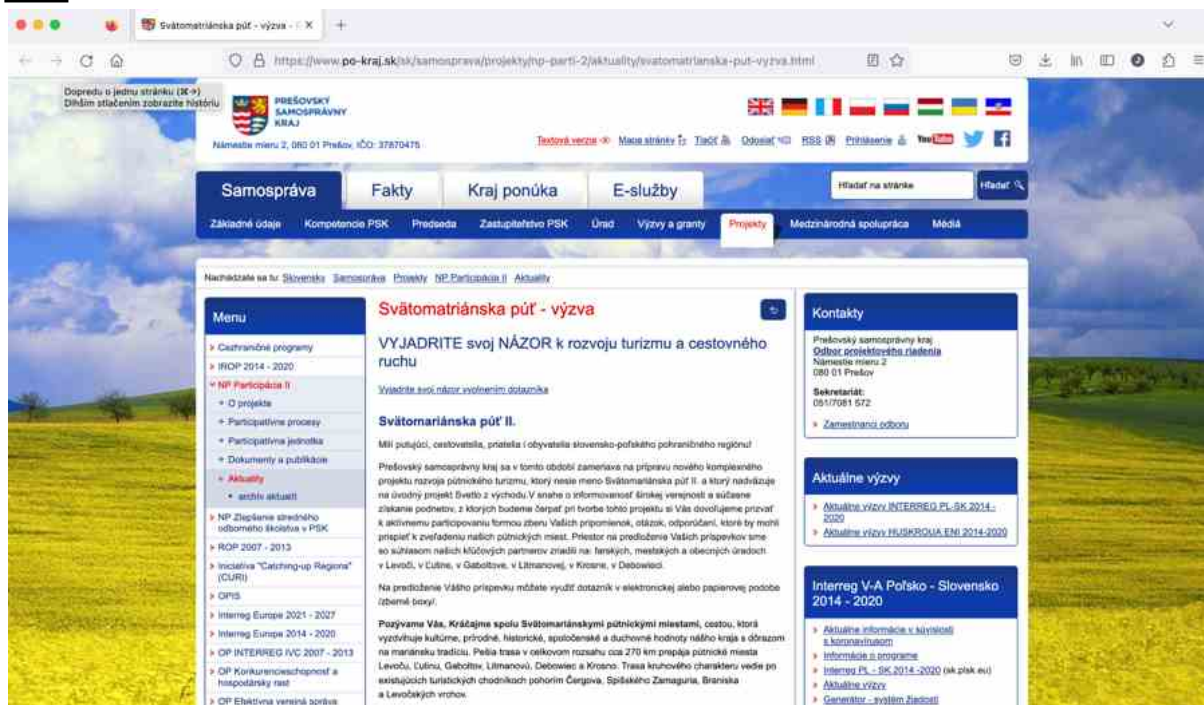 Svätomatriánska púť - výzva -
https://www.po-kraj.sk/sk/samosprava/projekty/np-parti-2/aktuality/svatomatrianska-put-vyzva.html
Dopredu o jednu stránku (⌘→)
Dlhším stlačením zobrazíte históriu
PREŠOVSKÝ
SAMOSPRÁVNY
KRAJ
Námestie mieru 2, 080 01 Prešov, IČO: 37870475
Textová verzia Mapa stránky Tlačiť Odoslať RSS Prihlásenie YouTube
Samospráva Fakty Kraj ponúka E-služby
Hľadať na stránke Hľadať
Základné údaje Kompetencie PSK Predseda Zastupiteľstvo PSK Úrad Výzvy a granty Projekty Medzinárodná spolupráca Médiá
Nachádzate sa tu: Slovensky Samospráva Projekty NP Participácia II Aktuality
Menu
Cezhraničné programy
IROP 2014 - 2020
NP Participácia II
O projekte
Participatívne procesy
Participatívna jednotka
Dokumenty a publikácie
Aktuality
archív aktualít
NP Zlepšenie stredného
odborného školstva v PSK
ROP 2007 - 2013
Iniciatíva "Catching-up Regions"
(CURI)
OPIS
Interreg Europe 2021 - 2027
Interreg Europe 2014 - 2020
OP INTERREG IVC 2007 - 2013
OP Konkurencieschopnosť a
hospodársky rast
OP Efektívna verejná správa
Svätomatriánska púť - výzva
VYJADRITE svoj NÁZOR k rozvoju turizmu a cestovného
ruchu
Vyjadrite svoj názor vyplnením dotazníka
Svätomariánska púť II.
Milí putujúci, cestovatelia, priatelia i obyvatelia slovensko-poľského pohraničného regiónu!
Prešovský samosprávny kraj sa v tomto období zameriava na prípravu nového komplexného
projektu rozvoja pútnického turizmu, ktorý nesie meno Svätomariánska púť II. a ktorý nadväzuje
na úvodný projekt Svetlo z východu.V snahe o informovanosť širokej verejnosti a súčasne
získanie podnetov, z ktorých budeme čerpať pri tvorbe tohto projektu si Vás dovoľujeme prizvať
k aktívnemu participovaniu formou zberu Vašich pripomienok, otázok, odporúčaní, ktoré by mohli
prispieť k zveľadeniu našich pútnických miest. Priestor na predloženie Vašich príspevkov sme
so súhlasom našich kľúčových partnerov zriadili na: farských, mestských a obecných úradoch
v Levoči, v Ľutine, v Gaboltove, v Litmanovej, v Krosne, v Debowieci.
Na predloženie Vášho príspevku môžete využiť dotazník v elektronickej alebo papierovej podobe
/zberné boxy/.
Pozývame Vás, Kráčajme spolu Svätomariánskymi pútnickými miestami, cestou, ktorá
vyzdvihuje kultúrne, prírodné, historické, spoločenské a duchovné hodnoty nášho kraja s dôrazom
na mariánsku tradíciu. Pešia trasa v celkovom rozsahu cca 270 km prepája pútnické miesta
Levoču, Ľutinu, Gaboltov, Litmanovú, Debowiec a Krosno. Trasa kruhového charakteru vedie po
existujúcich turistických chodníkoch pohorím Čergova, Spišského Zamaguria, Braniska
a Levočských vrchov.
Kontakty
Prešovský samosprávny kraj
Odbor projektového riadenia
Námestie mieru 2
080 01 Prešov
Sekretariát:
051/7081 572
Zamestnanci odboru
Aktuálne výzvy
Aktuálne výzvy INTERREG PL-SK 2014 -
2020
Aktuálne výzvy HUSKROUA ENI 2014-2020
Interreg V-A Poľsko - Slovensko
2014 - 2020
Aktuálne informácie v súvislosti
s koronavírusom
Informácie o programe
Interreg PL - SK 2014 -2020 (sk.plsk.eu)
Aktuálne výzvy
Generátor - systém žiadostí